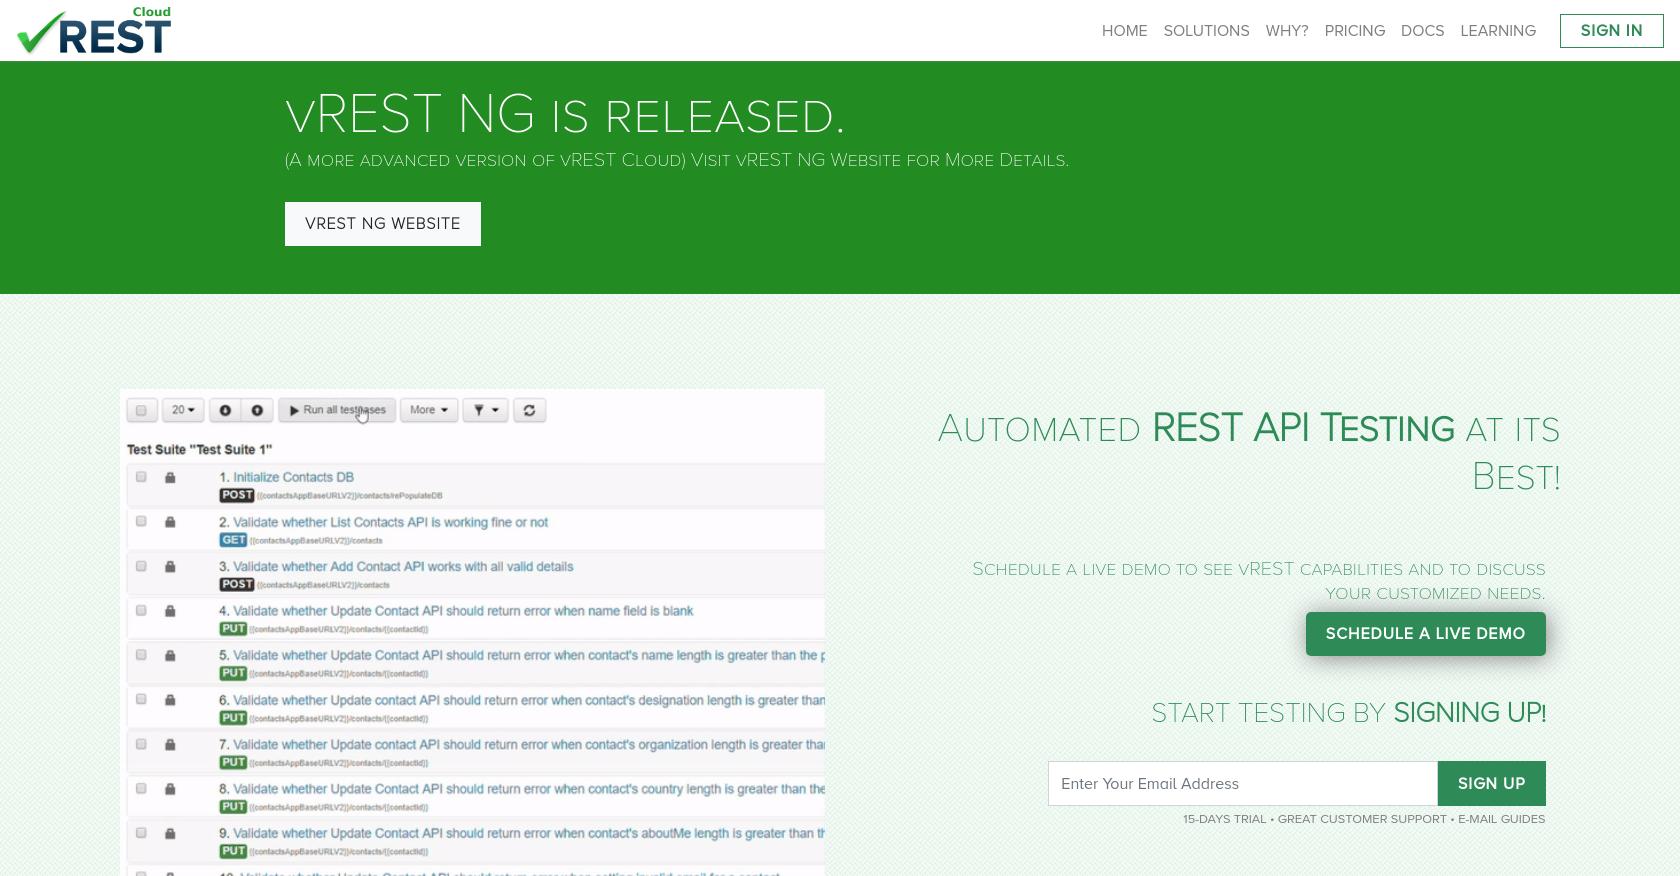 Cloud
REST
HOME SOLUTIONS WHY? PRICING DOCS LEARNING SIGN IN
vREST NG is released.
(A more advanced version of vREST Cloud) Visit vREST NG Website for More Details.
VREST NG WEBSITE
20 Run all testcases More
Test Suite "Test Suite 1"
1. Initialize Contacts DB
POST {{contactsAppBaseURLV2}}/contacts/rePopulateDB
2. Validate whether List Contacts API is working fine or not
GET {{contactsAppBaseURLV2}}/contacts
3. Validate whether Add Contact API works with all valid details
POST {{contactsAppBaseURLV2}}/contacts
4. Validate whether Update Contact API should return error when name field is blank
PUT {{contactsAppBaseURLV2}}/contacts/{{contactId}}
5. Validate whether Update Contact API should return error when contact's name length is greater than the
PUT {{contactsAppBaseURLV2}}/contacts/{{contactId}}
6. Validate whether Update contact API should return error when contact's designation length is greater than
PUT {{contactsAppBaseURLV2}}/contacts/{{contactId}}
7. Validate whether Update contact API should return error when contact's organization length is greater
PUT {{contactsAppBaseURLV2}}/contacts/{{contactId}}
8. Validate whether Update Contact API should return error when contact's country length is greater than the
PUT {{contactsAppBaseURLV2}}/contacts/{{contactId}}
9. Validate whether Update Contact API should return error when contact's aboutMe length is greater than
PUT {{contactsAppBaseURLV2}}/contacts/{{contactId}}
Automated REST API Testing at its
Best!
Schedule a live demo to see vREST capabilities and to discuss
your customized needs.
SCHEDULE A LIVE DEMO
START TESTING BY SIGNING UP!
Enter Your Email Address SIGN UP
15-DAYS TRIAL • GREAT CUSTOMER SUPPORT • E-MAIL GUIDES